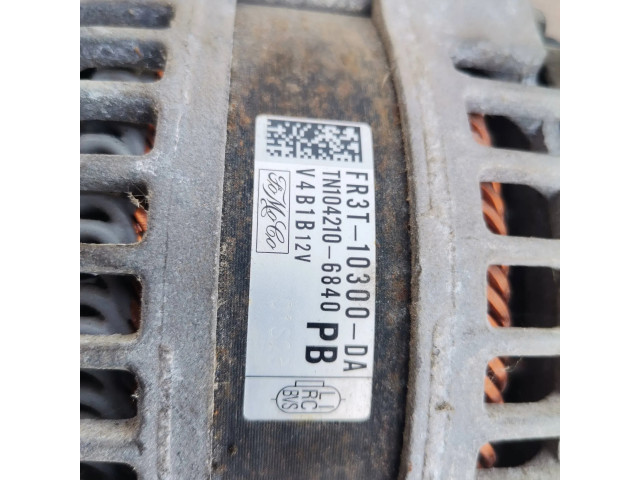 FR3T-10300-DA
TN104210-6840
V4B1B12V
PB
FoMoCo
LI
RC
BVS